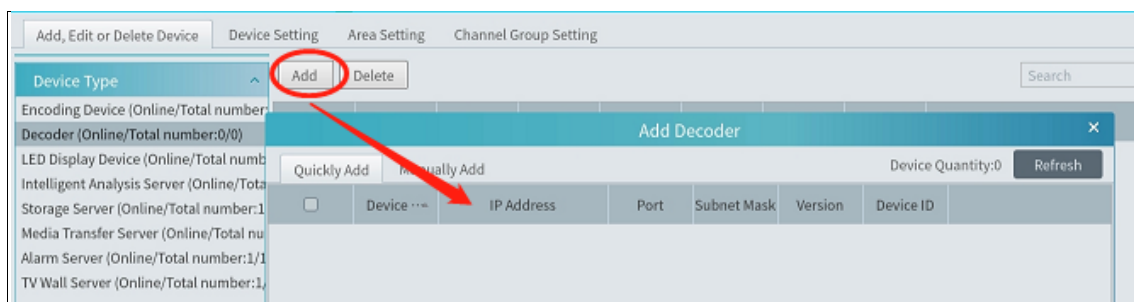 Add, Edit or Delete Device Device Setting Area Setting Channel Group Setting
Device Type Add Delete Search
Encoding Device (Online/Total number:
Decoder (Online/Total number:0/0)
Add Decoder ×
LED Display Device (Online/Total numb
Quickly Add Manually Add Device Quantity:0 Refresh
Intelligent Analysis Server (Online/Tota
Storage Server (Online/Total number:1
Device ··· IP Address Port Subnet Mask Version Device ID
Media Transfer Server (Online/Total nu
Alarm Server (Online/Total number:1/1
TV Wall Server (Online/Total number:1/